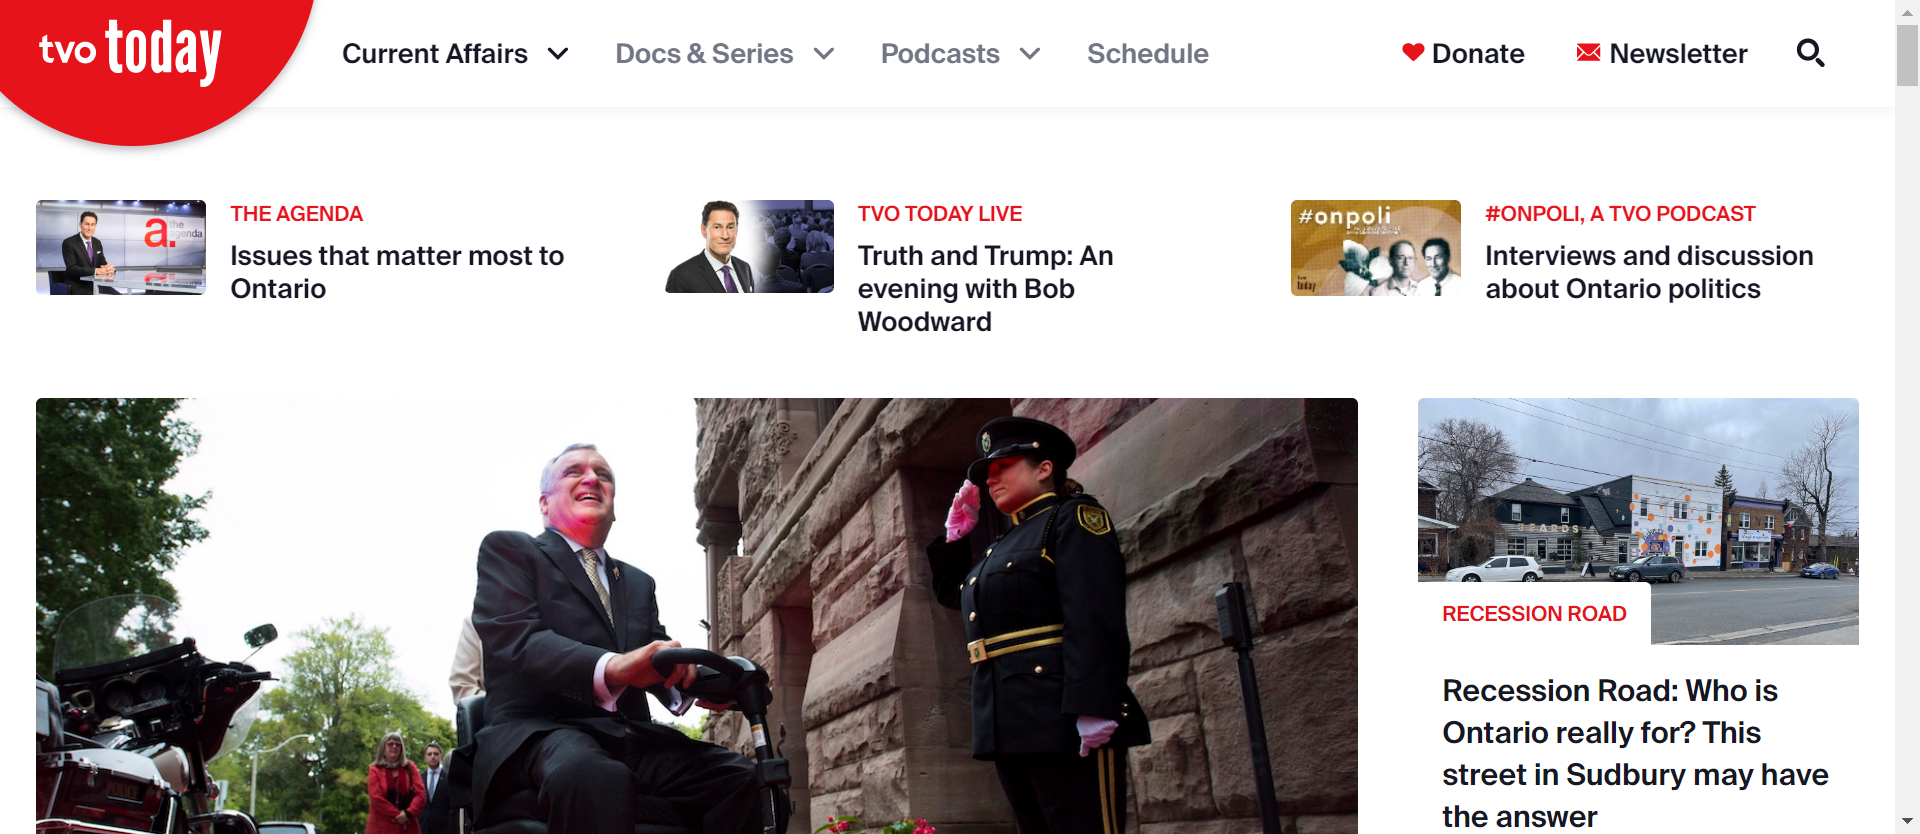 tvo today
Current Affairs
Docs & Series
Podcasts
Schedule
Donate
Newsletter
a. the agenda
THE AGENDA
Issues that matter most to
Ontario
TVO TODAY LIVE
Truth and Trump: An
evening with Bob
Woodward
#onpoli
today
#ONPOLI, A TVO PODCAST
Interviews and discussion
about Ontario politics
BEARDS
RECESSION ROAD
Recession Road: Who is
Ontario really for? This
street in Sudbury may have
the answer